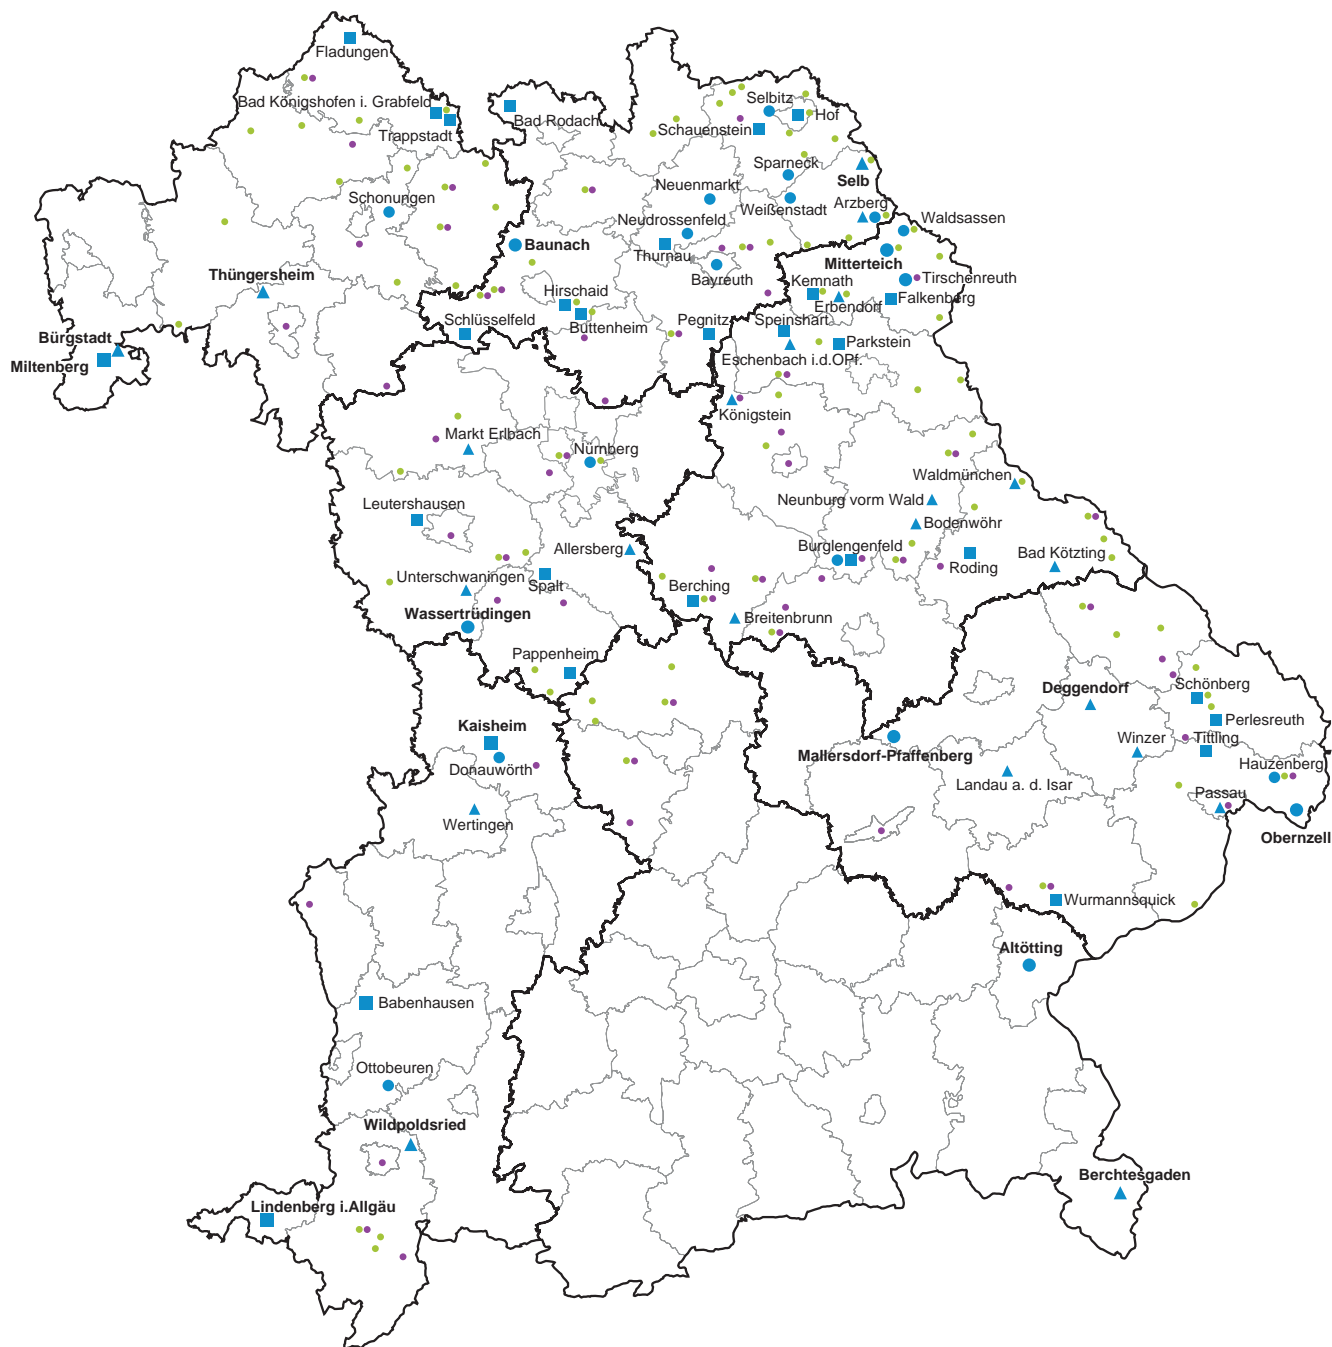 Fladungen
Bad Königshofen i. Grabfeld
Trappstadt
Bad Rodach
Selbitz
Hof
Schauenstein
Sparneck
Selb
Schonungen
Neuenmarkt
Weißenstadt
Arzberg
Waldsassen
Neudrossenfeld
Baunach
Thurnau
Mitterteich
Thüngersheim
Bayreuth
Kemnath
Tirschenreuth
Hirschaid
Erbendorf
Falkenberg
Schlüsselfeld
Buttenheim
Pegnitz
Speinshart
Bürgstadt
Parkstein
Miltenberg
Eschenbach i.d.OPf.
Königstein
Markt Erlbach
Nürnberg
Waldmünchen
Neunburg vorm Wald
Leutershausen
Bodenwöhr
Allersberg
Burglengenfeld
Bad Kötzting
Roding
Unterschwaningen
Spalt
Berching
Wassertrüdingen
Breitenbrunn
Pappenheim
Schönberg
Deggendorf
Perlesreuth
Kaisheim
Winzer
Tittling
Mallersdorf-Pfaffenberg
Hauzenberg
Donauwörth
Landau a. d. Isar
Passau
Wertingen
Obernzell
Wurmannsquick
Altötting
Babenhausen
Ottobeuren
Wildpoldsried
Berchtesgaden
Lindenberg i.Allgäu